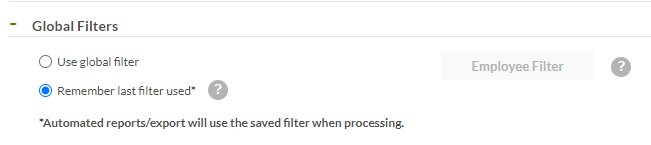 Global Filters
Use global filter
Employee Filter ?
Remember last filter used* ?
*Automated reports/export will use the saved filter when processing.